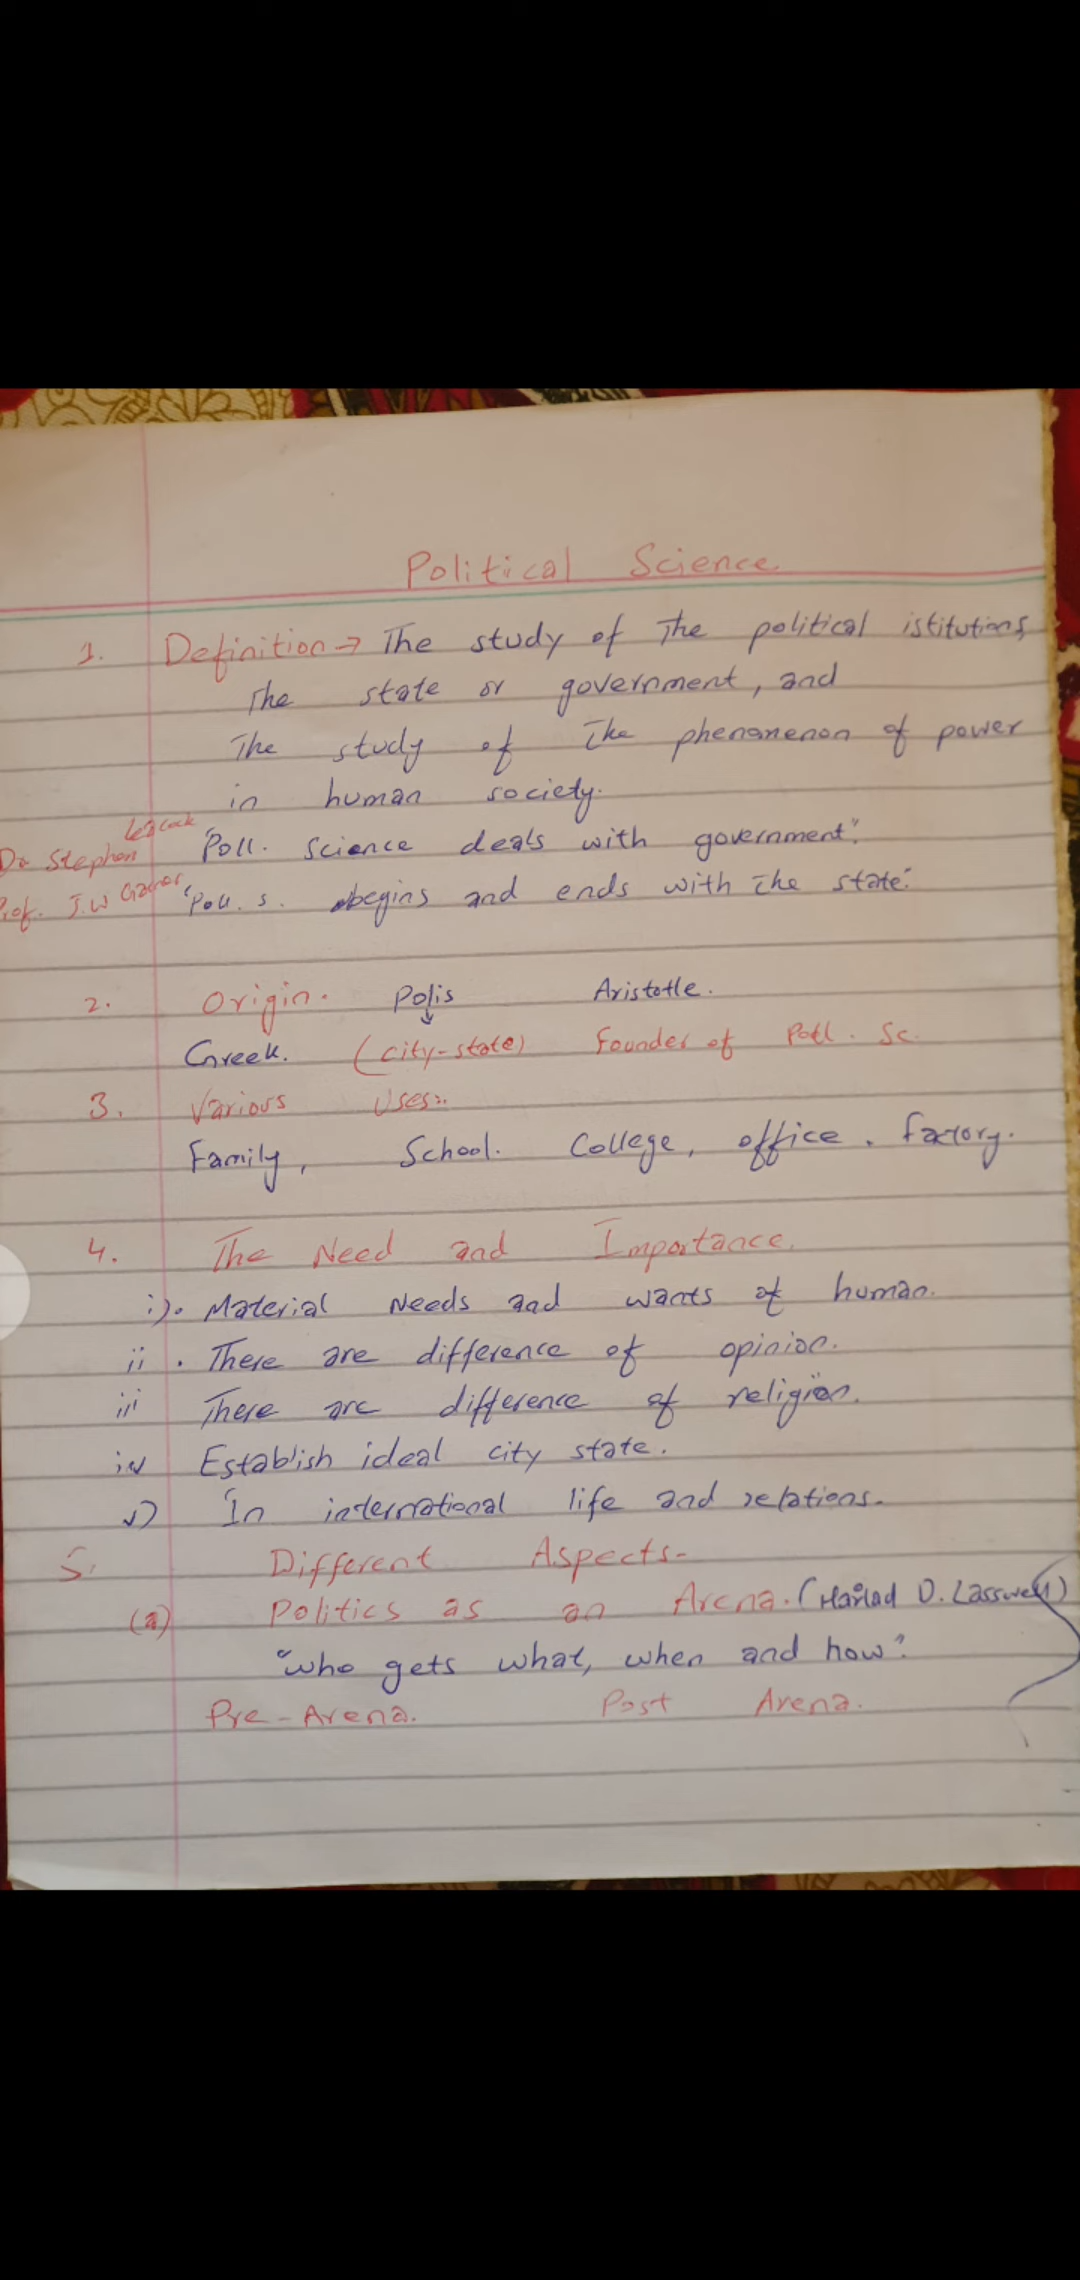 Political Science
1. Definition → The study of The political istitutions,
The state or government, and
The study of The phenomenon of power
in human society.
Leacock
Dr Stephen "Poll. Science deals with government".
Prof. J.W Garner "Poll. s. begins and ends with The state".
2. Origin. Polis Aristotle.
Greek. (city-state) Founder of Poll. Sc.
3. Various Uses:.
Family, School. College, office, factory.
4. The Need and Importance.
i). Material Needs and wants of human.
ii. There are difference of opinion.
iii There are difference of religion.
iv Establish ideal city state.
v) In international life and relations.
5. Different Aspects-
(a) Politics as an Arena. (Harlad D. Lasswell)
"who gets what, when and how".
Pre-Arena. Post Arena.